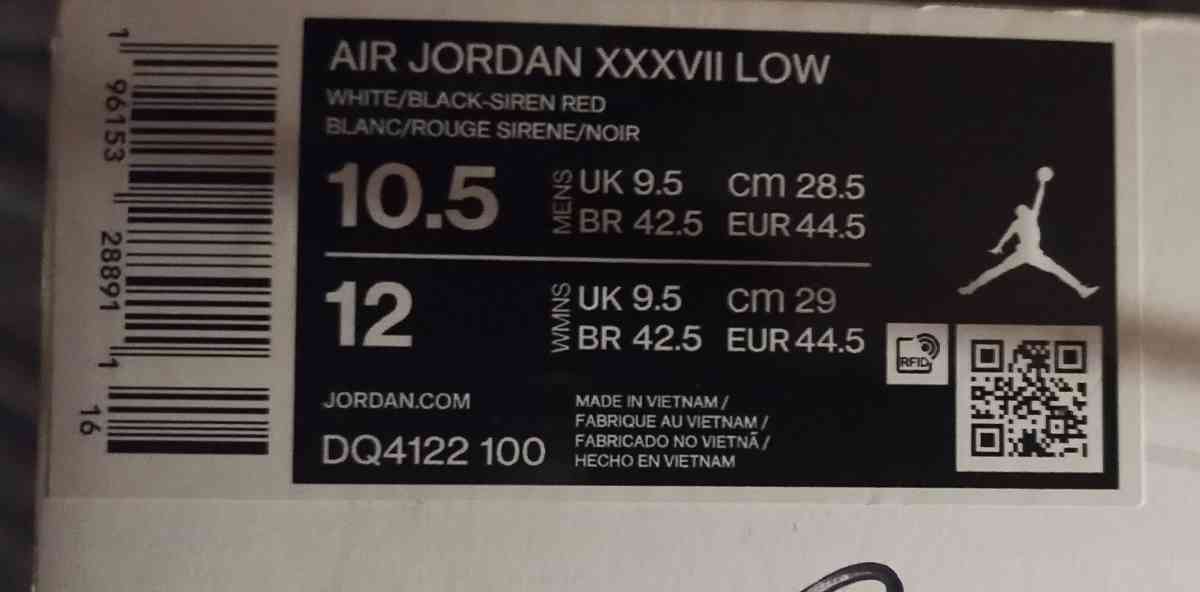 AIR JORDAN XXXVII LOW
WHITE/BLACK-SIREN RED
BLANC/ROUGE SIRENE/NOIR
10.5 MENS UK 9.5 cm 28.5
BR 42.5 EUR 44.5
12 WMNS UK 9.5 cm 29
BR 42.5 EUR 44.5
RFID
JORDAN.COM
DQ4122 100
MADE IN VIETNAM /
FABRIQUE AU VIETNAM /
FABRICADO NO VIETNÃ /
HECHO EN VIETNAM
1 96153 28891 1 16